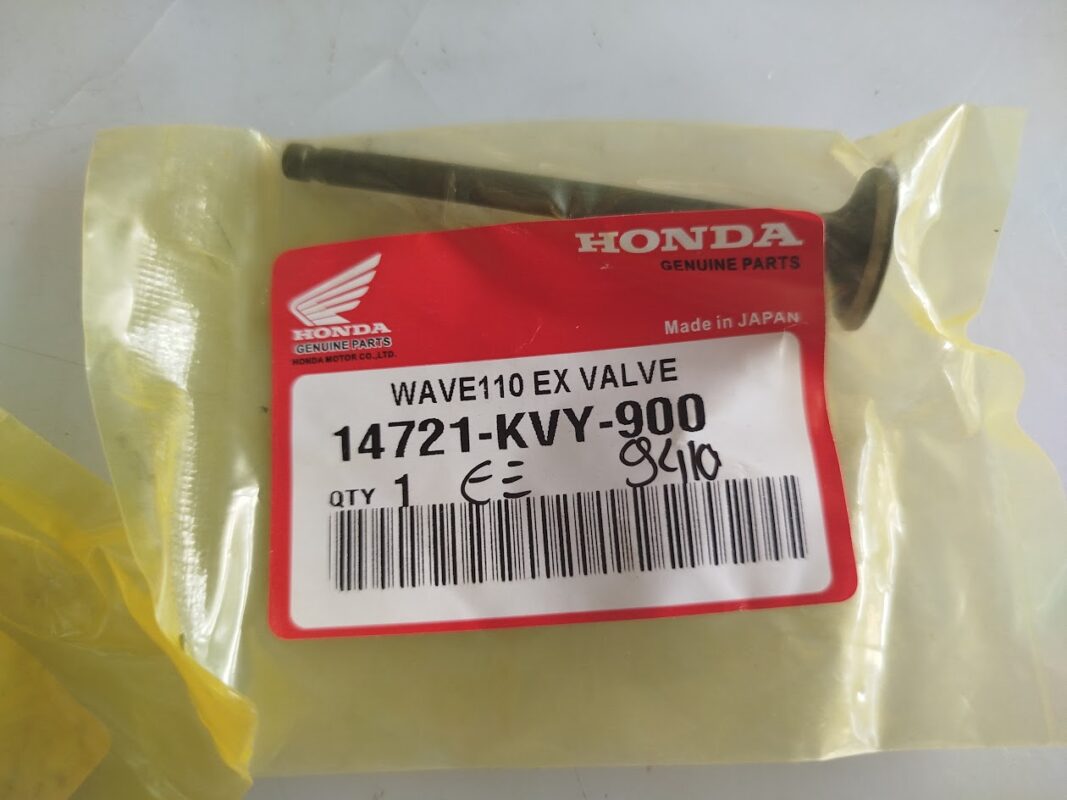 HONDA
GENUINE PARTS
HONDA
GENUINE PARTS
HONDA MOTOR CO.,LTD.
Made in JAPAN
WAVE110 EX VALVE
14721-KVY-900
QTY 1